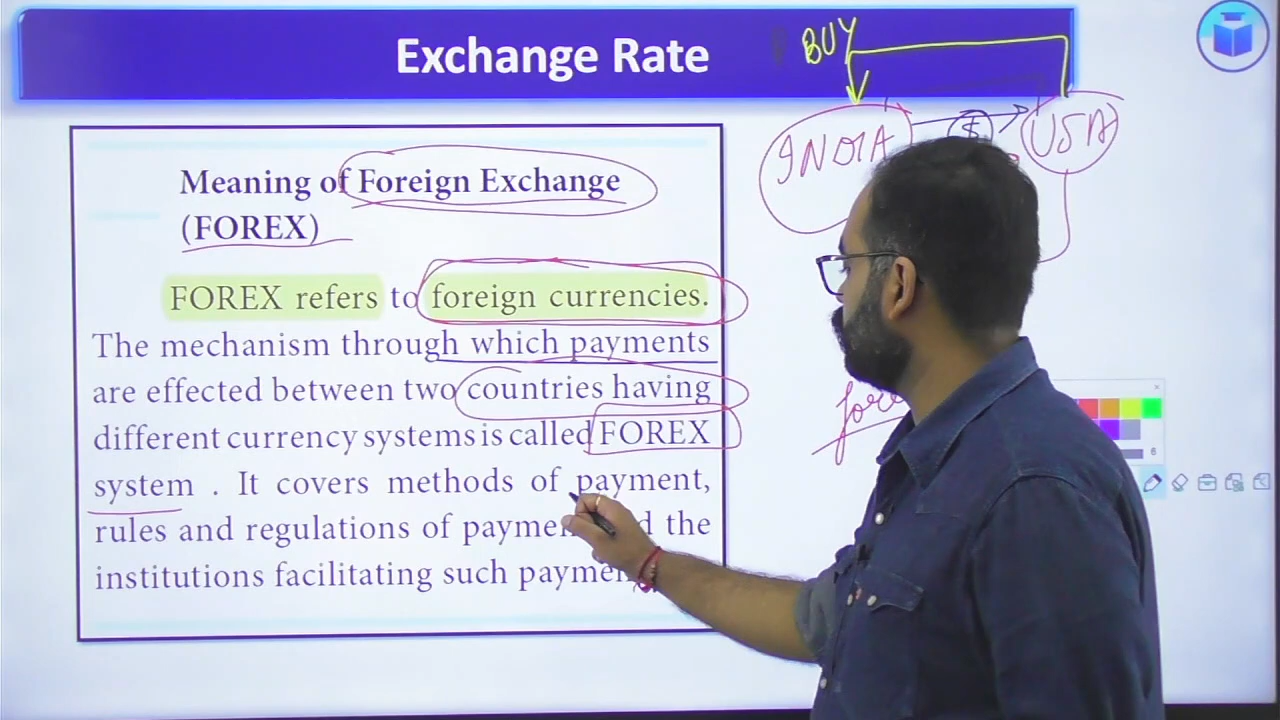 Exchange Rate
BUY
INDIA
$
USA
Meaning of Foreign Exchange
(FOREX)
FOREX refers to foreign currencies.
The mechanism through which payments
are effected between two countries having
different currency systems is called FOREX
system . It covers methods of payment,
rules and regulations of the
institutions facilitating such
6